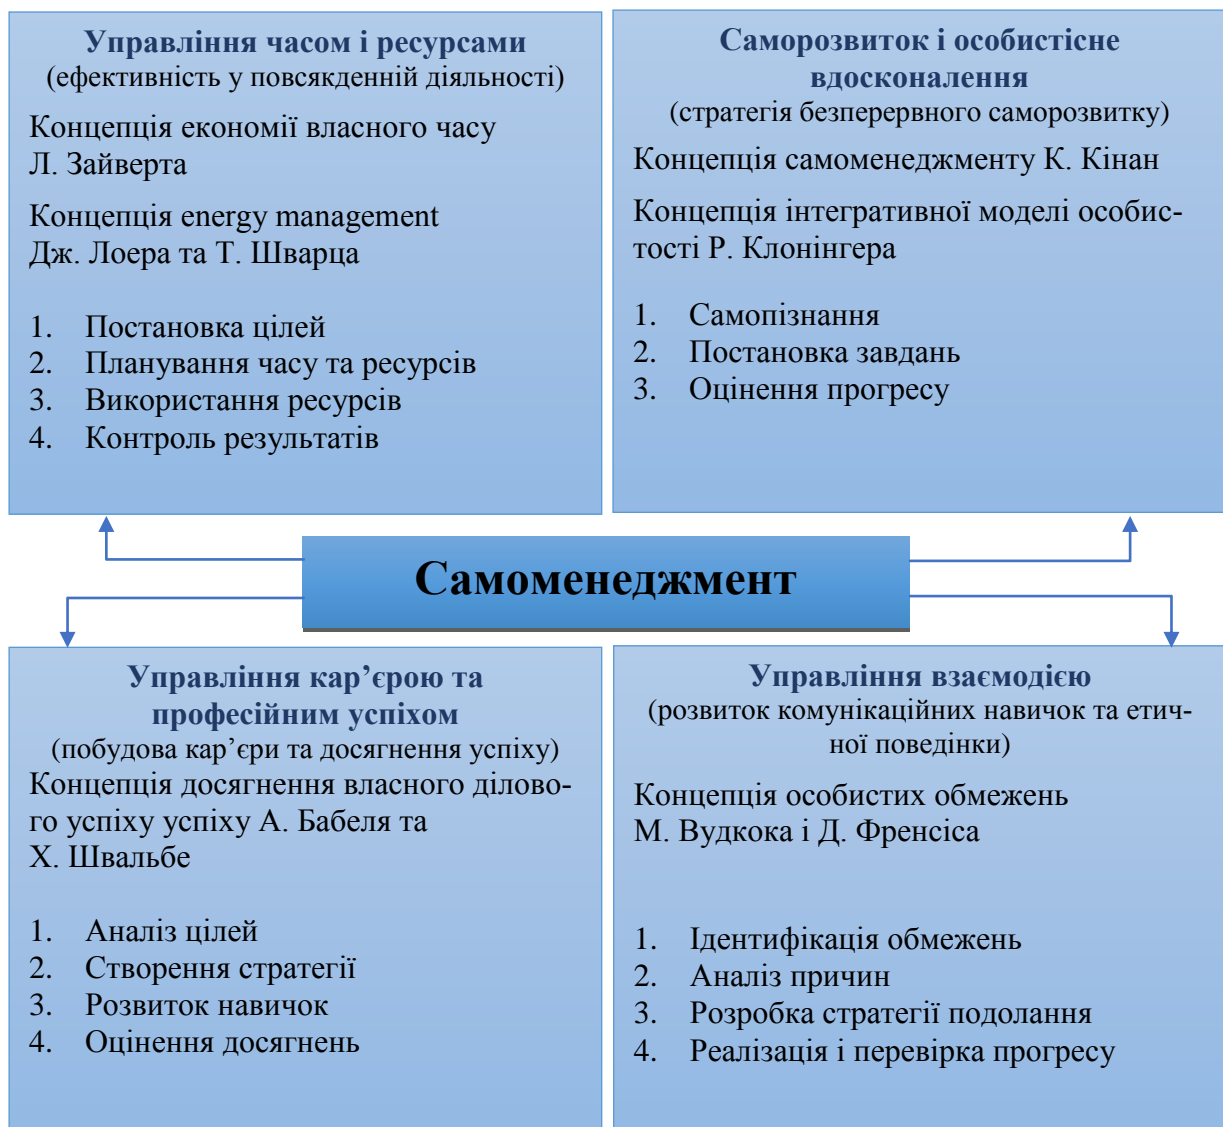 Управління часом і ресурсами
(ефективність у повсякденній діяльності)
Концепція економії власного часу
Л. Зайверта
Концепція energy management
Дж. Лоера та Т. Шварца
1. Постановка цілей
2. Планування часу та ресурсів
3. Використання ресурсів
4. Контроль результатів
Саморозвиток і особистісне
вдосконалення
(стратегія безперервного саморозвитку)
Концепція самоменеджменту К. Кінан
Концепція інтегративної моделі особис-
тості Р. Клонінгера
1. Самопізнання
2. Постановка завдань
3. Оцінення прогресу
Самоменеджмент
Управління кар’єрою та
професійним успіхом
(побудова кар’єри та досягнення успіху)
Концепція досягнення власного ділово-
го успіху успіху А. Бабеля та
Х. Швальбе
1. Аналіз цілей
2. Створення стратегії
3. Розвиток навичок
4. Оцінення досягнень
Управління взаємодією
(розвиток комунікаційних навичок та етич-
ної поведінки)
Концепція особистих обмежень
М. Вудкока і Д. Френсіса
1. Ідентифікація обмежень
2. Аналіз причин
3. Розробка стратегії подолання
4. Реалізація і перевірка прогресу